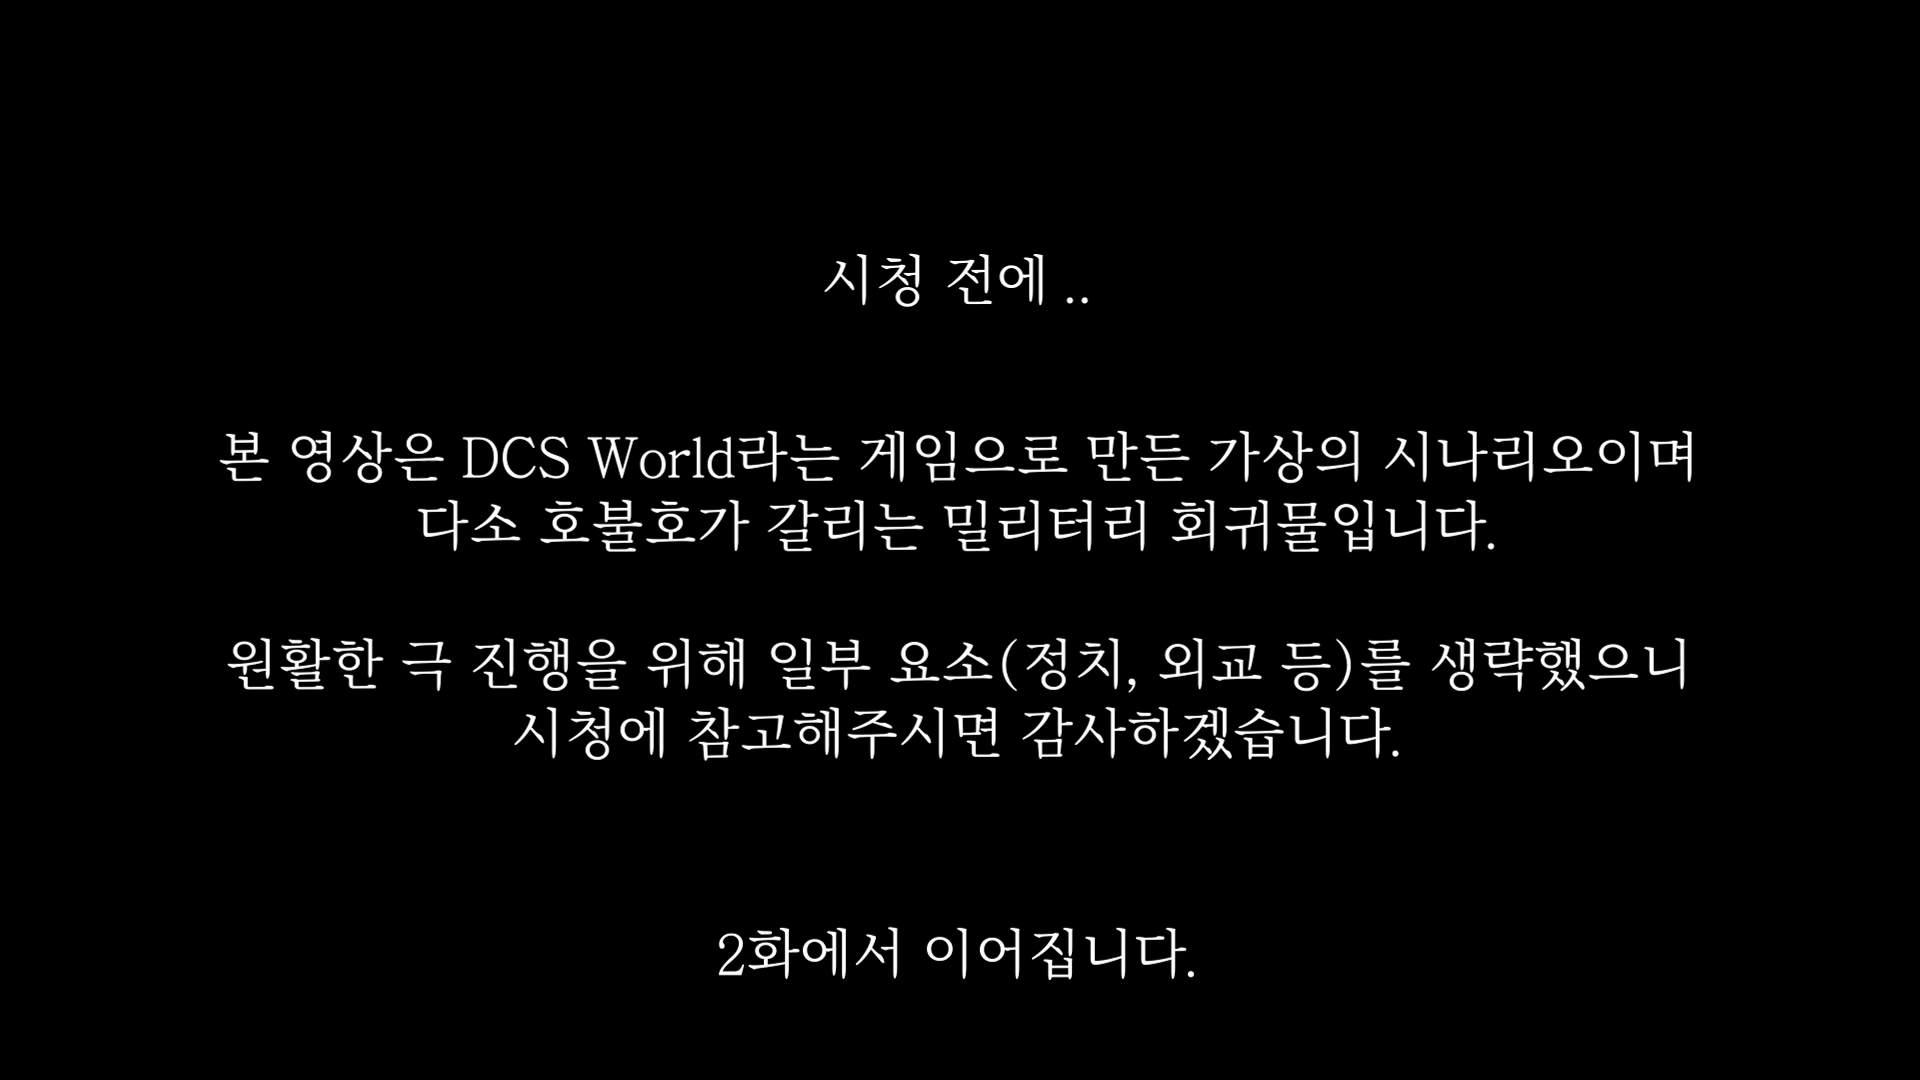 시청 전에 ..
본 영상은 DCS World라는 게임으로 만든 가상의 시나리오이며
다소 호불호가 갈리는 밀리터리 회귀물입니다.
원활한 극 진행을 위해 일부 요소(정치, 외교 등)를 생략했으니
시청에 참고해주시면 감사하겠습니다.
2화에서 이어집니다.